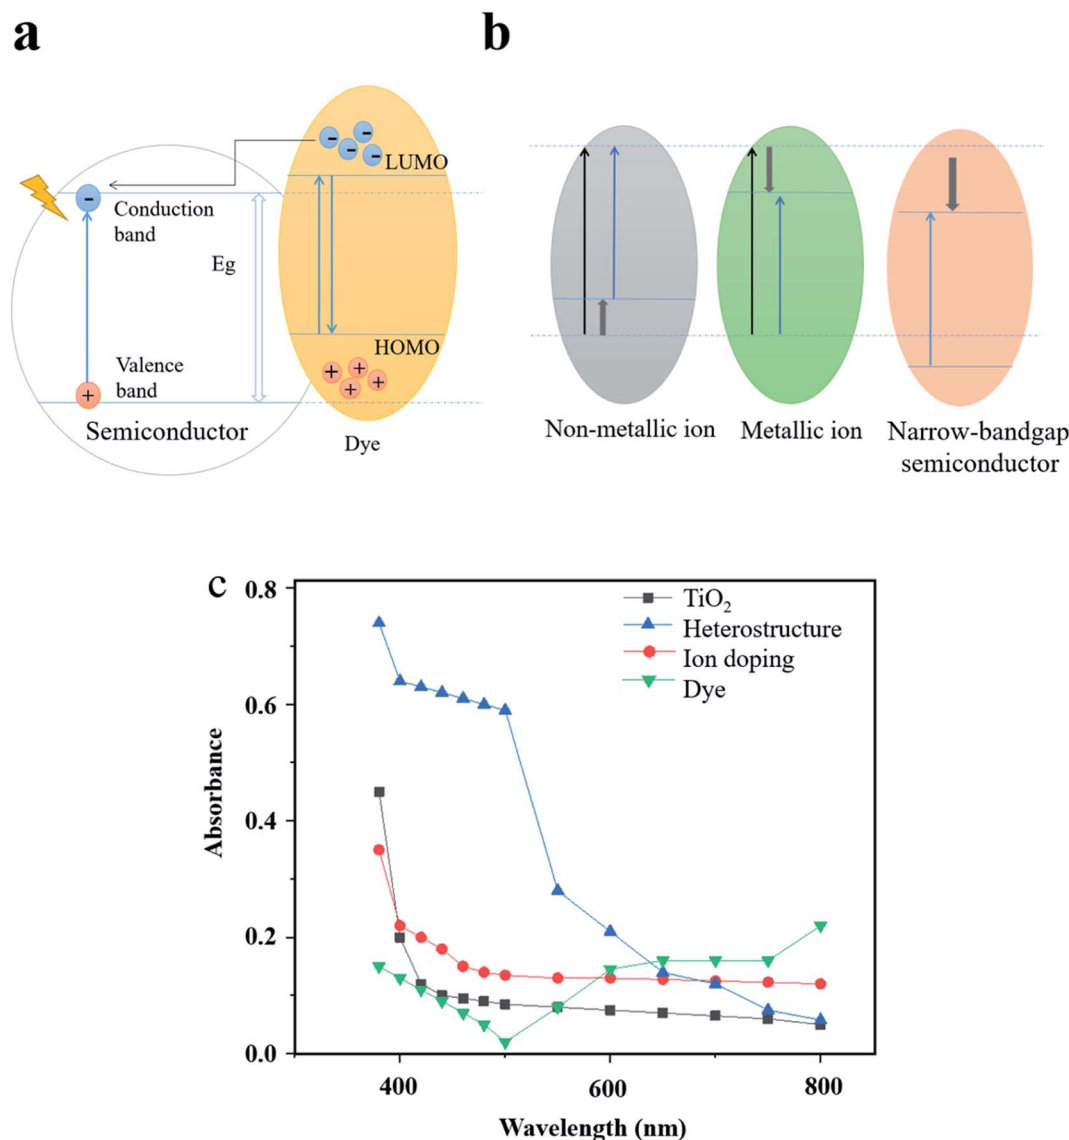 a
b
LUMO
Conduction
band
Eg
HOMO
Valence
band
Semiconductor
Dye
Non-metallic ion
Metallic ion
Narrow-bandgap
semiconductor
c
0.8
0.6
0.4
0.2
0.0
Absorbance
TiO₂
Heterostructure
Ion doping
Dye
400
600
800
Wavelength (nm)